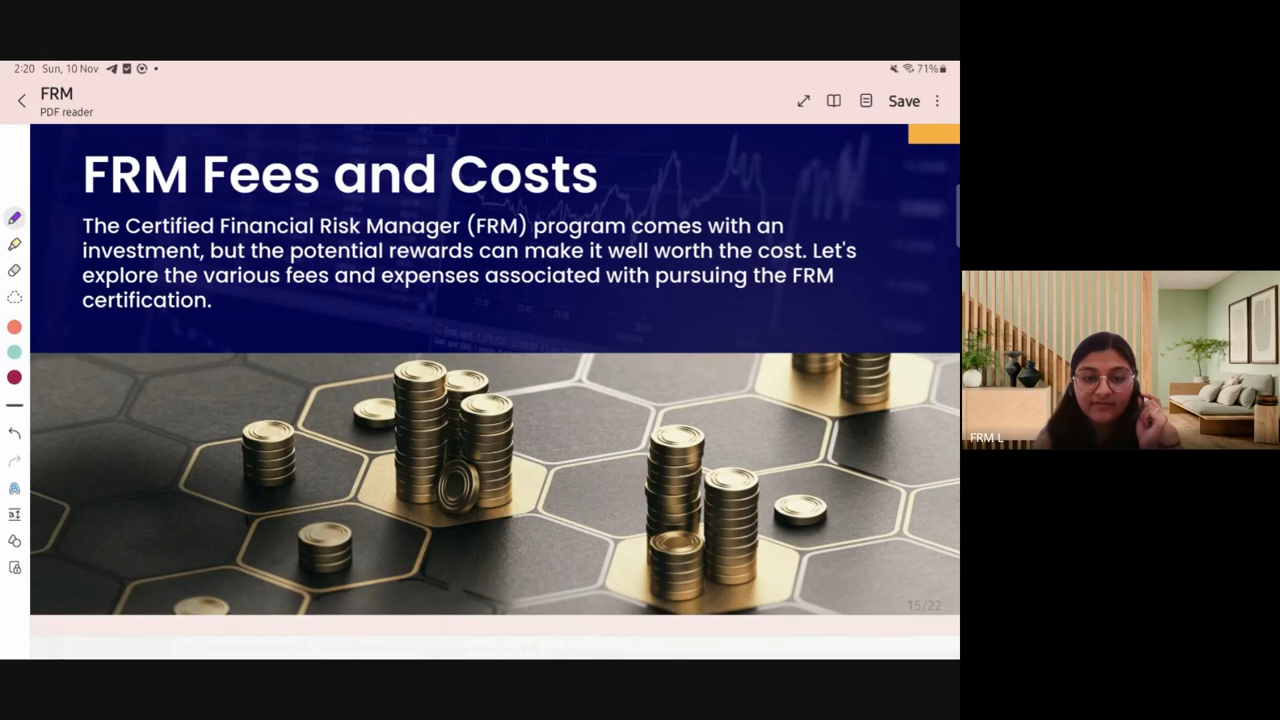 2:20 Sun, 10 Nov
71%
FRM
PDF reader
Save
FRM Fees and Costs
The Certified Financial Risk Manager (FRM) program comes with an
investment, but the potential rewards can make it well worth the cost. Let's
explore the various fees and expenses associated with pursuing the FRM
certification.
15/22
FRM L